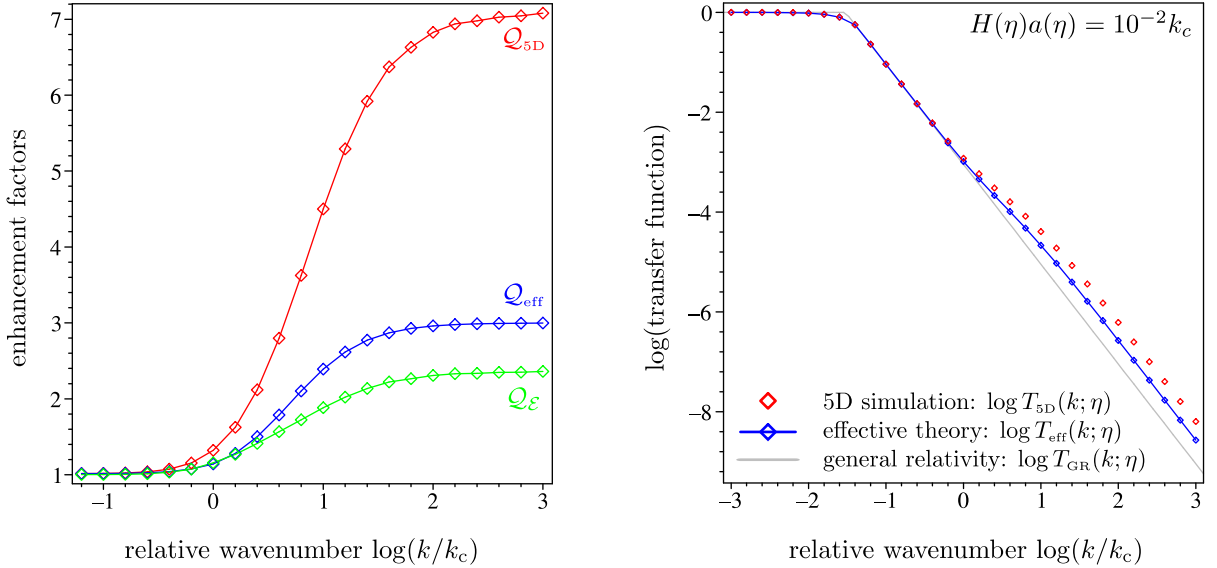 enhancement factors
7
6
5
4
3
2
1
−1
0
1
2
3
relative wavenumber log(k/k_c)
𝒬_5D
𝒬_eff
𝒬_ℰ
log(transfer function)
0
−2
−4
−6
−8
−3
−2
−1
0
1
2
3
relative wavenumber log(k/k_c)
H(η)a(η) = 10⁻²k_c
5D simulation: log T_5D(k; η)
effective theory: log T_eff(k; η)
general relativity: log T_GR(k; η)